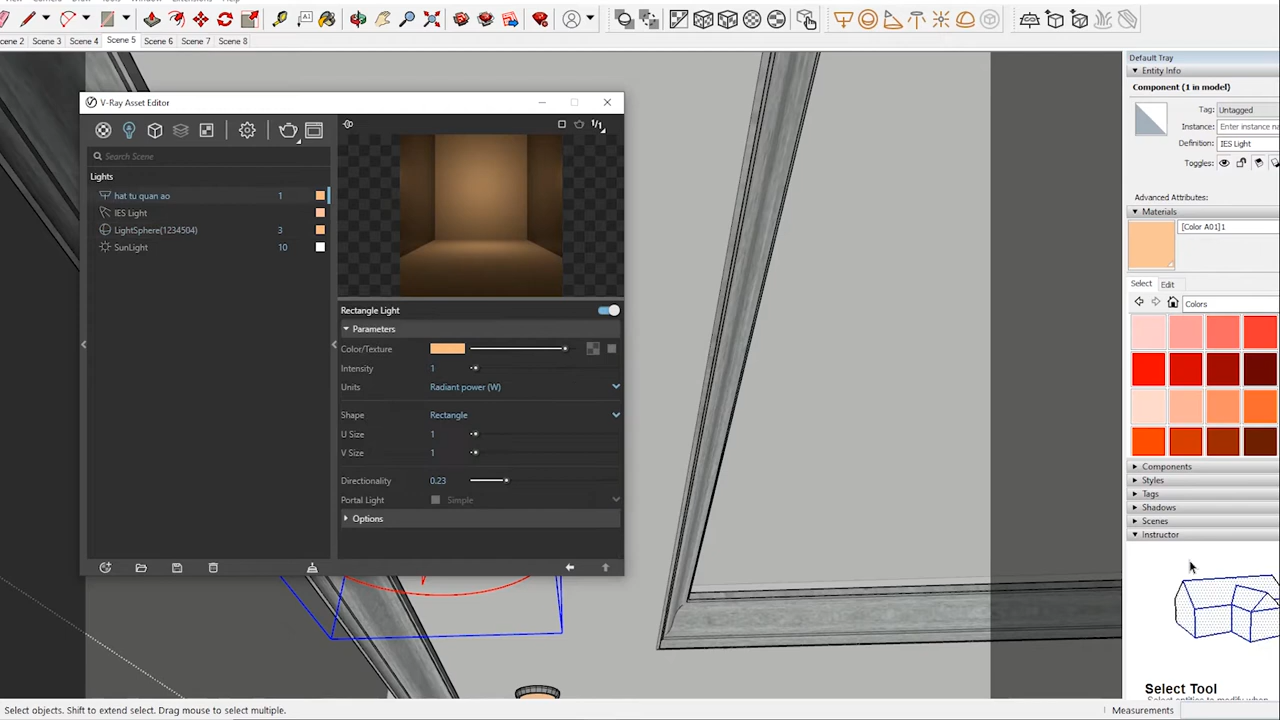 cene 2
Scene 3
Scene 4
Scene 5
Scene 6
Scene 7
Scene 8
Default Tray
Entity Info
Component (1 in model)
Tag:
Untagged
Instance:
Enter instance n
Definition:
IES Light
Toggles:
Advanced Attributes:
Materials
[Color A01]1
Select
Edit
Colors
Components
Styles
Tags
Shadows
Scenes
Instructor
Select Tool
V-Ray Asset Editor
1/1
Search Scene
Lights
hat tu quan ao
1
IES Light
LightSphere(1234504)
3
SunLight
10
Rectangle Light
Parameters
Color/Texture
Intensity
1
Units
Radiant power (W)
Shape
Rectangle
U Size
1
V Size
1
Directionality
0.23
Portal Light
Simple
Options
Select objects. Shift to extend select. Drag mouse to select multiple.
Measurements